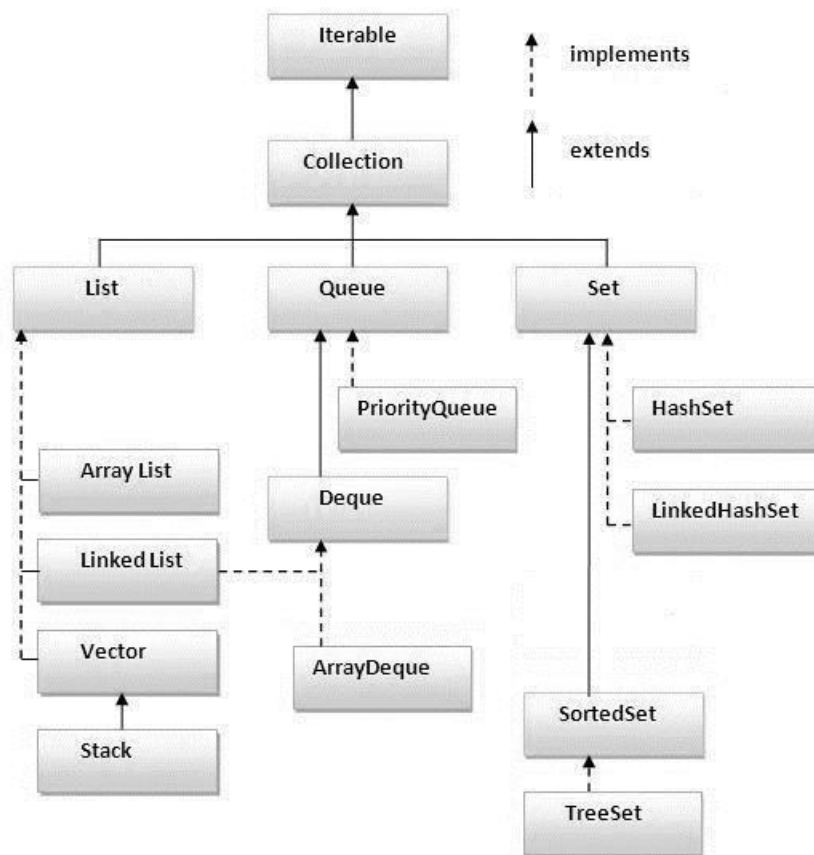 Iterable
implements
extends
Collection
List
Queue
Set
PriorityQueue
HashSet
Array List
Deque
LinkedHashSet
Linked List
Vector
ArrayDeque
SortedSet
Stack
TreeSet